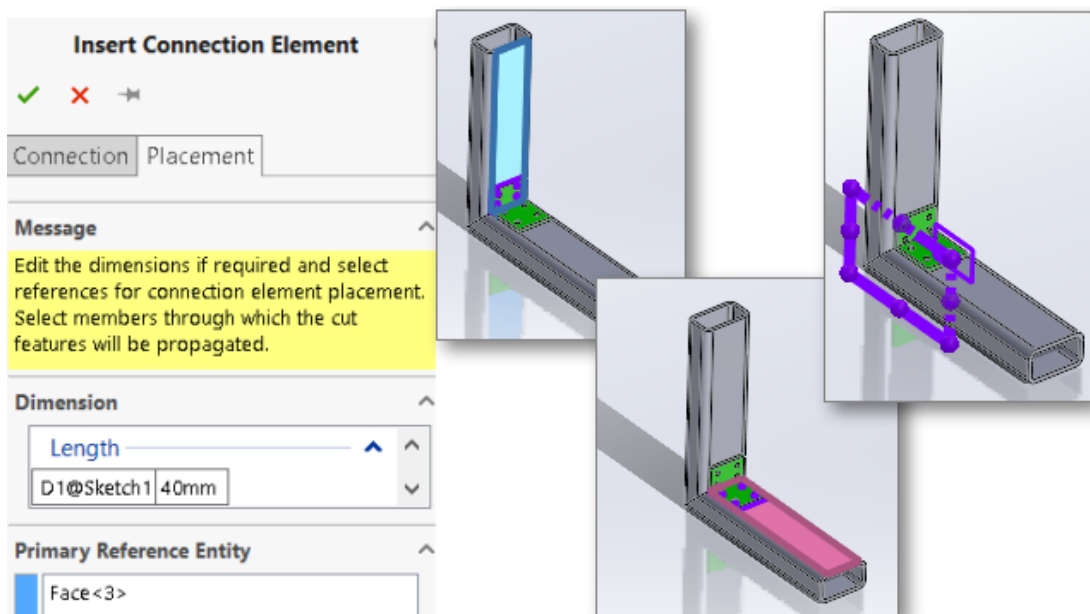 Insert Connection Element
Connection Placement
Message
Edit the dimensions if required and select
references for connection element placement.
Select members through which the cut
features will be propagated.
Dimension
Length
D1@Sketch1 40mm
Primary Reference Entity
Face<3>